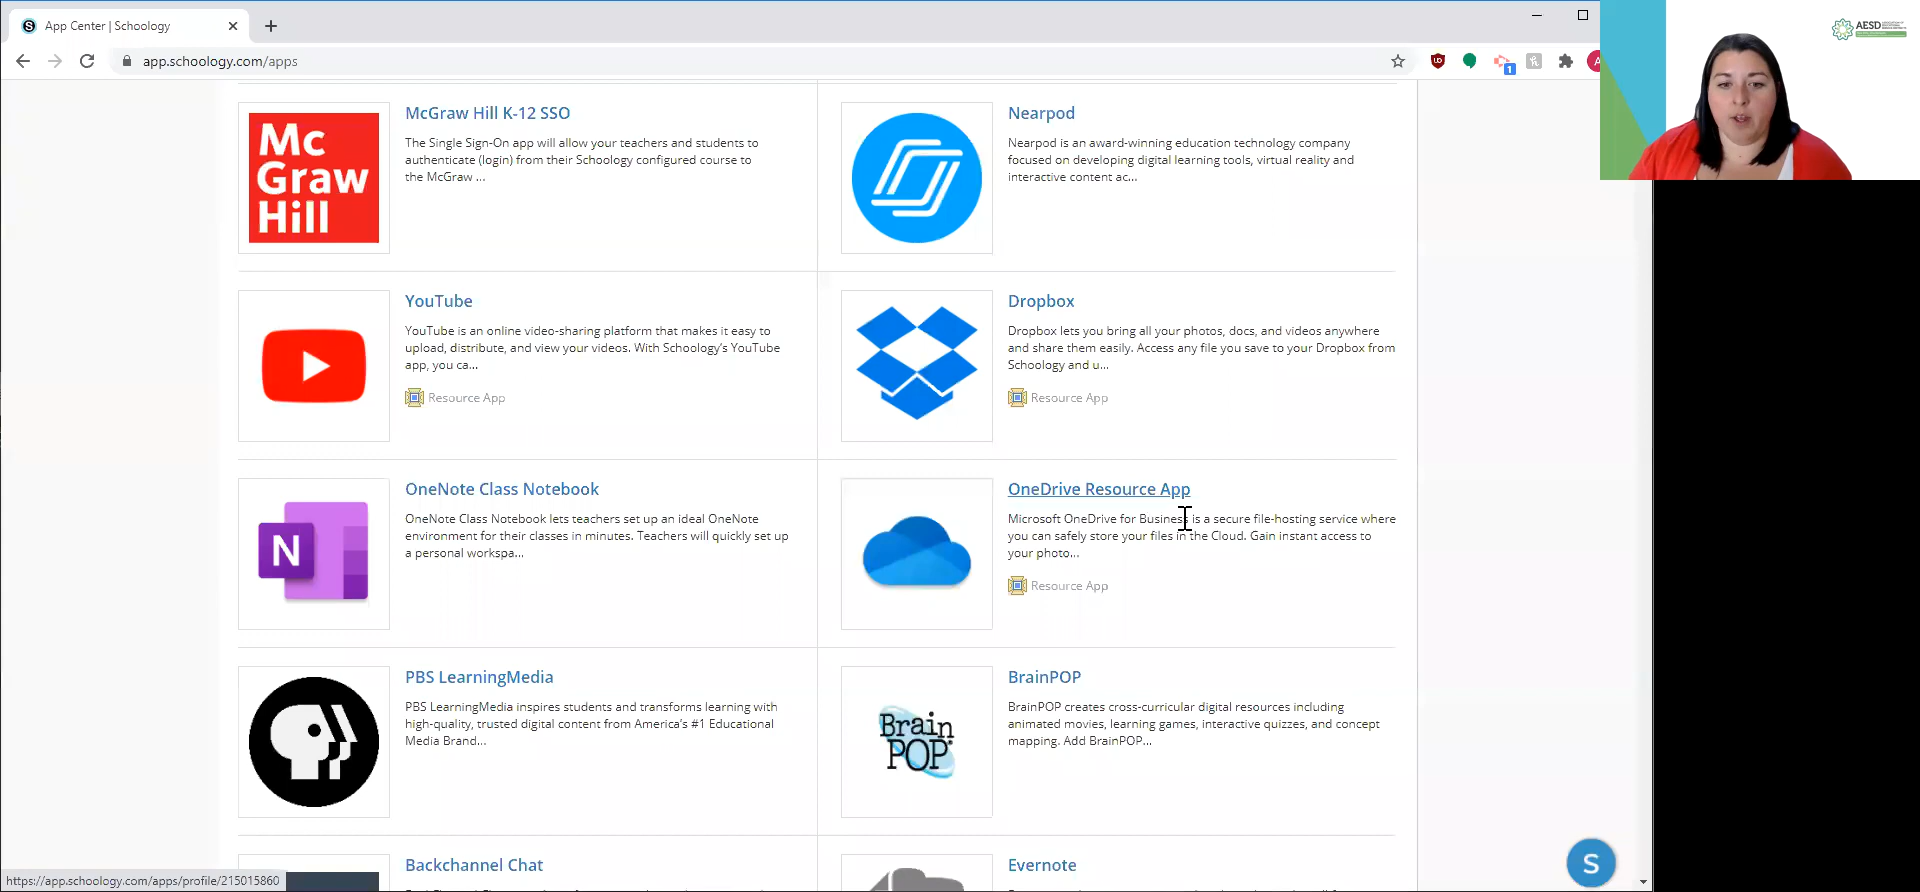 App Center | Schoology
app.schoology.com/apps
1
AESD
McGraw Hill K-12 SSO
The Single Sign-On app will allow your teachers and students to
authenticate (login) from their Schoology configured course to
the McGraw ...
Mc
Graw
Hill
Nearpod
Nearpod is an award-winning education technology company
focused on developing digital learning tools, virtual reality and
interactive content ac...
YouTube
YouTube is an online video-sharing platform that makes it easy to
upload, distribute, and view your videos. With Schoology's YouTube
app, you ca...
Resource App
Dropbox
Dropbox lets you bring all your photos, docs, and videos anywhere
and share them easily. Access any file you save to your Dropbox from
Schoology and u...
Resource App
N
OneNote Class Notebook
OneNote Class Notebook lets teachers set up an ideal OneNote
environment for their classes in minutes. Teachers will quickly set up
a personal workspa...
OneDrive Resource App
Microsoft OneDrive for Business is a secure file-hosting service where
you can safely store your files in the Cloud. Gain instant access to
your photo...
Resource App
PBS LearningMedia
PBS LearningMedia inspires students and transforms learning with
high-quality, trusted digital content from America's #1 Educational
Media Brand...
Brain
POP
BrainPOP
BrainPOP creates cross-curricular digital resources including
animated movies, learning games, interactive quizzes, and concept
mapping. Add BrainPOP...
Backchannel Chat
Evernote
S
https://app.schoology.com/apps/profile/215015860